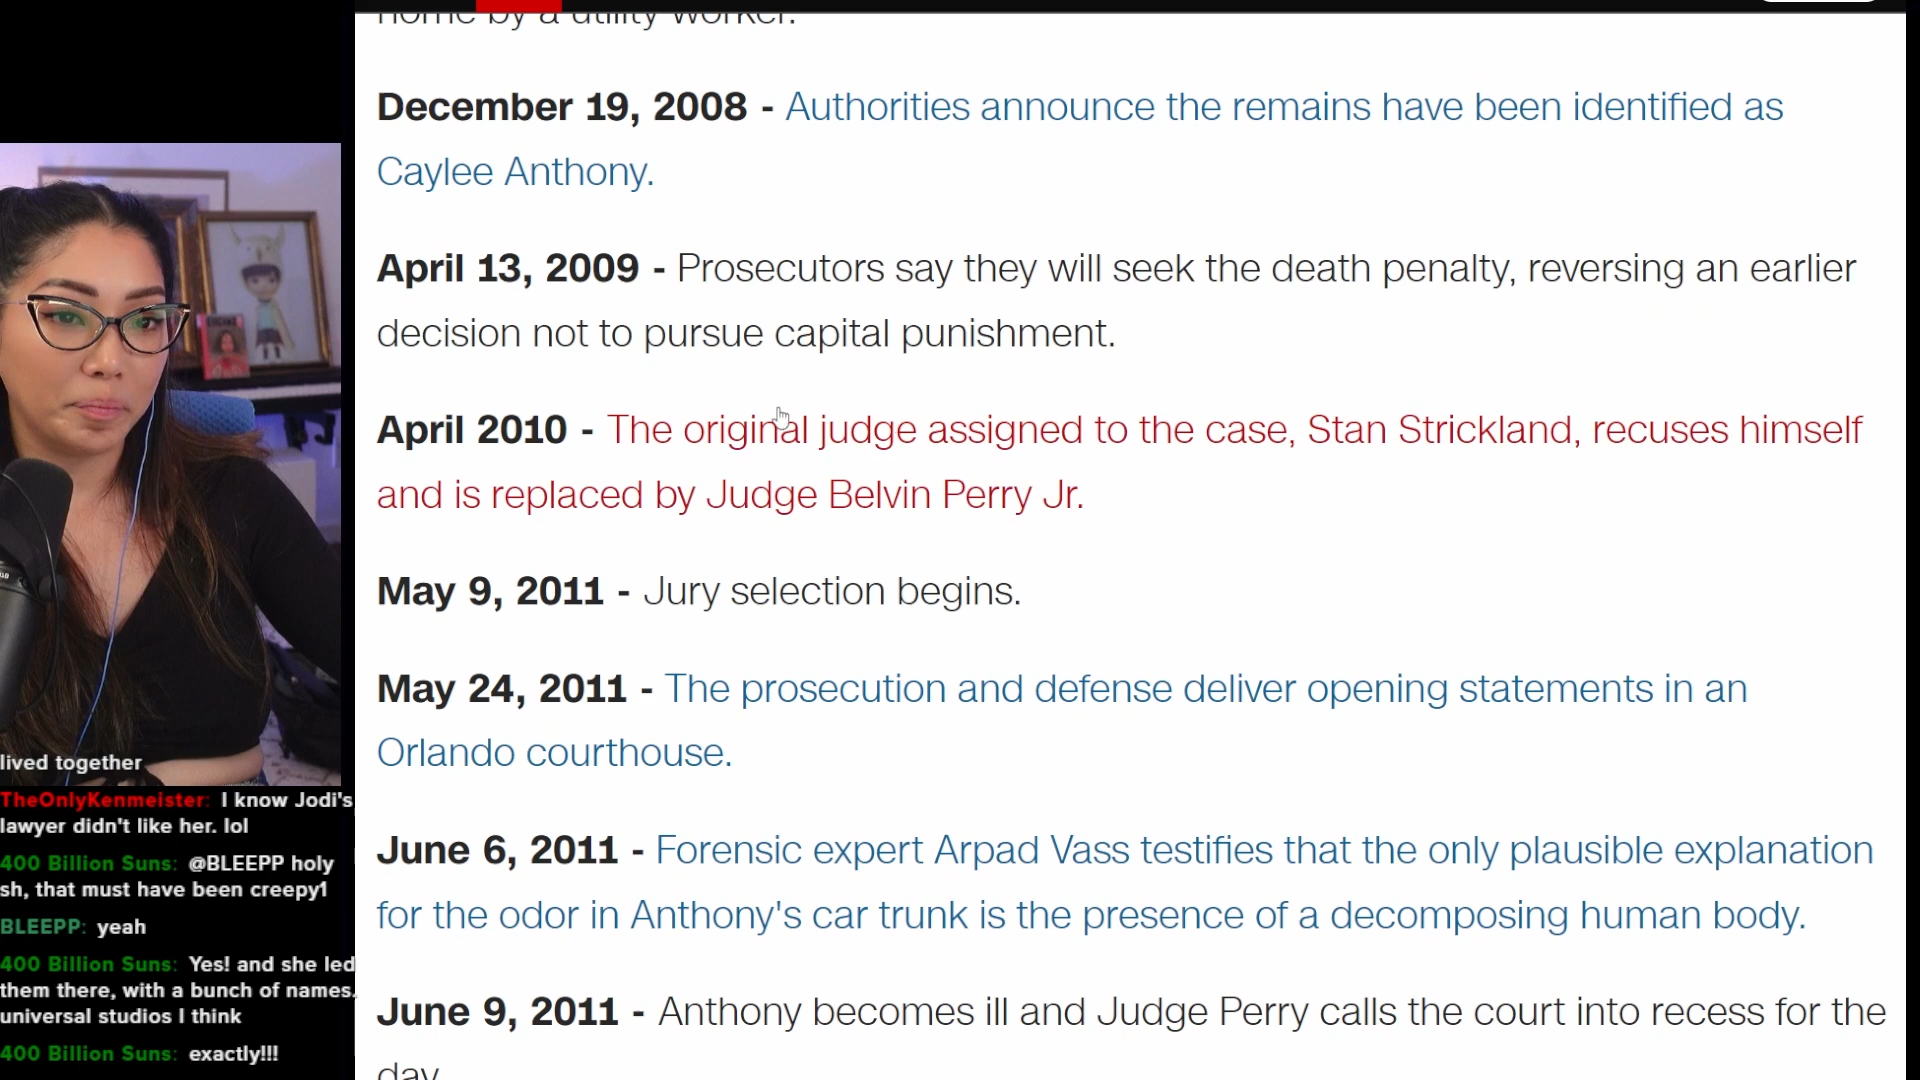 home by a utility worker.
December 19, 2008 - Authorities announce the remains have been identified as
Caylee Anthony.
April 13, 2009 - Prosecutors say they will seek the death penalty, reversing an earlier
decision not to pursue capital punishment.
April 2010 - The original judge assigned to the case, Stan Strickland, recuses himself
and is replaced by Judge Belvin Perry Jr.
May 9, 2011 - Jury selection begins.
May 24, 2011 - The prosecution and defense deliver opening statements in an
Orlando courthouse.
June 6, 2011 - Forensic expert Arpad Vass testifies that the only plausible explanation
for the odor in Anthony's car trunk is the presence of a decomposing human body.
June 9, 2011 - Anthony becomes ill and Judge Perry calls the court into recess for the
day
lived together
TheOnlyKenmeister: I know Jodi's
lawyer didn't like her. lol
400 Billion Suns: @BLEEPP holy
sh, that must have been creepy1
BLEEPP: yeah
400 Billion Suns: Yes! and she led
them there, with a bunch of names.
universal studios I think
400 Billion Suns: exactly!!!